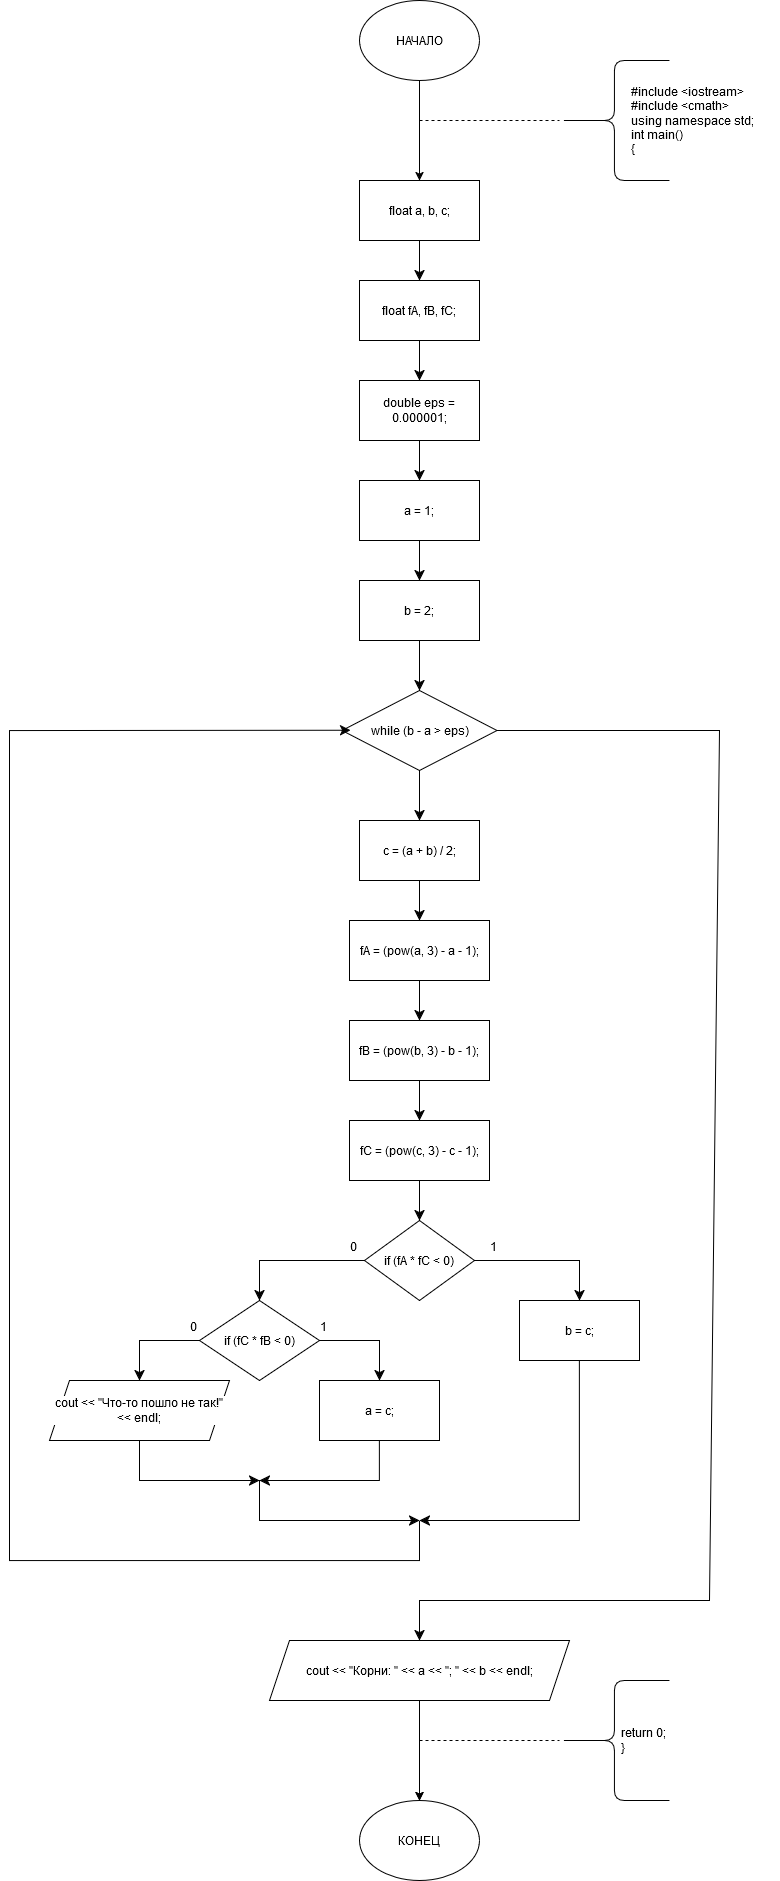 НАЧАЛО
#include <iostream>
#include <cmath>
using namespace std;
int main()
{
float a, b, c;
float fA, fB, fC;
double eps =
0.000001;
a = 1;
b = 2;
while (b - a > eps)
c = (a + b) / 2;
fA = (pow(a, 3) - a - 1);
fB = (pow(b, 3) - b - 1);
fC = (pow(c, 3) - c - 1);
0
1
if (fA * fC < 0)
0
1
if (fC * fB < 0)
b = c;
cout << "Что-то пошло не так!"
<< endl;
a = c;
cout << "Корни: " << a << "; " << b << endl;
return 0;
}
КОНЕЦ